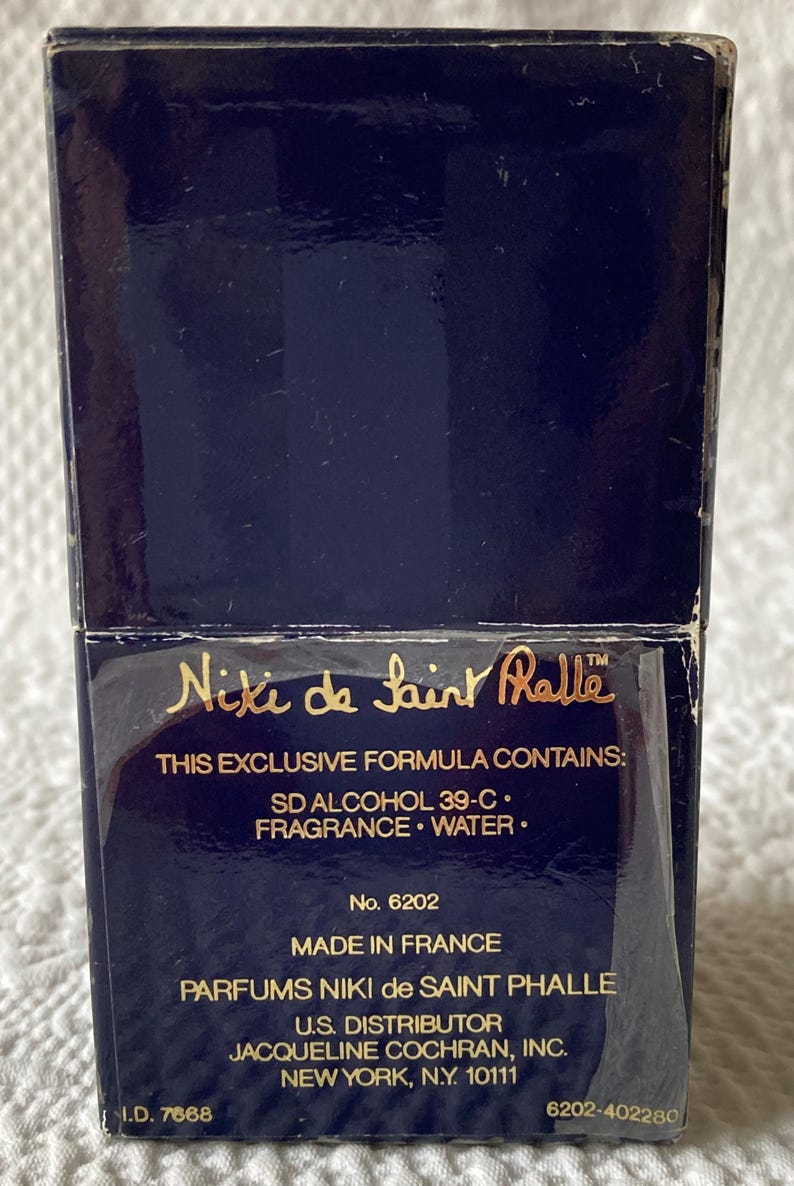 Niki de Saint Phalle™
THIS EXCLUSIVE FORMULA CONTAINS:
SD ALCOHOL 39-C •
FRAGRANCE • WATER •
No. 6202
MADE IN FRANCE
PARFUMS NIKI de SAINT PHALLE
U.S. DISTRIBUTOR
JACQUELINE COCHRAN, INC.
NEW YORK, N.Y. 10111
I.D. 7668 6202-402280